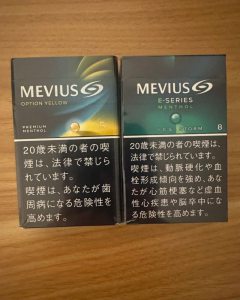 MEVIUS
OPTION YELLOW
PREMIUM
MENTHOL
5
20歳未満の者の喫
煙は、法律で禁じら
れています。
喫煙は、あなたが歯
周病になる危険性を
高めます。
MEVIUS
E-SERIES
MENTHOL
8
20歳未満の者の喫煙は、
法律で禁じられています。
喫煙は、動脈硬化や血
栓形成傾向を強め、あな
たが心筋梗塞など虚血
性心疾患や脳卒中にな
る危険性を高めます。